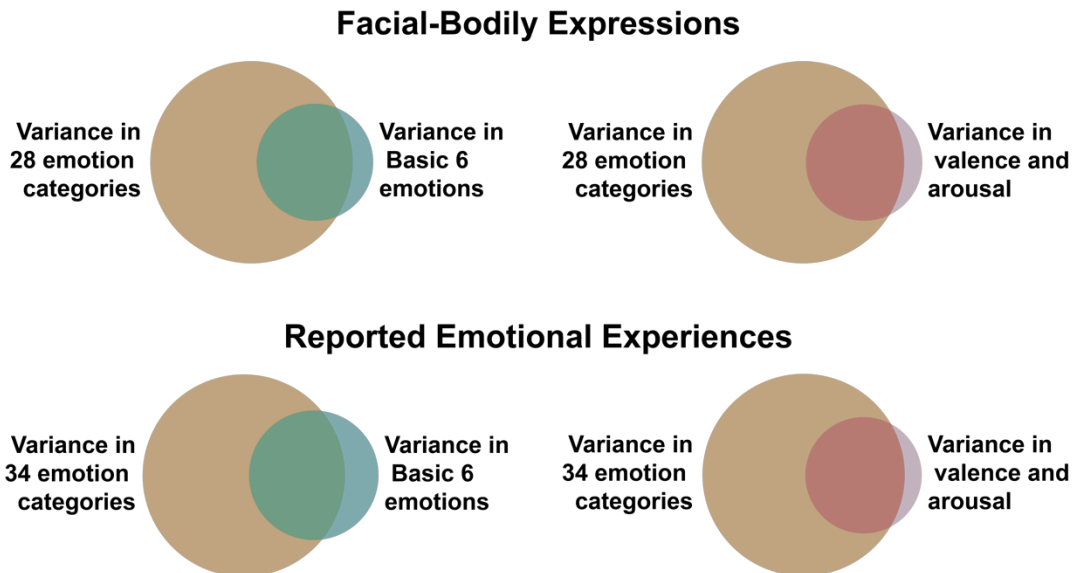 Facial-Bodily Expressions
Variance in
28 emotion
categories
Variance in
Basic 6
emotions
Variance in
28 emotion
categories
Variance in
valence and
arousal
Reported Emotional Experiences
Variance in
34 emotion
categories
Variance in
Basic 6
emotions
Variance in
34 emotion
categories
Variance in
valence and
arousal